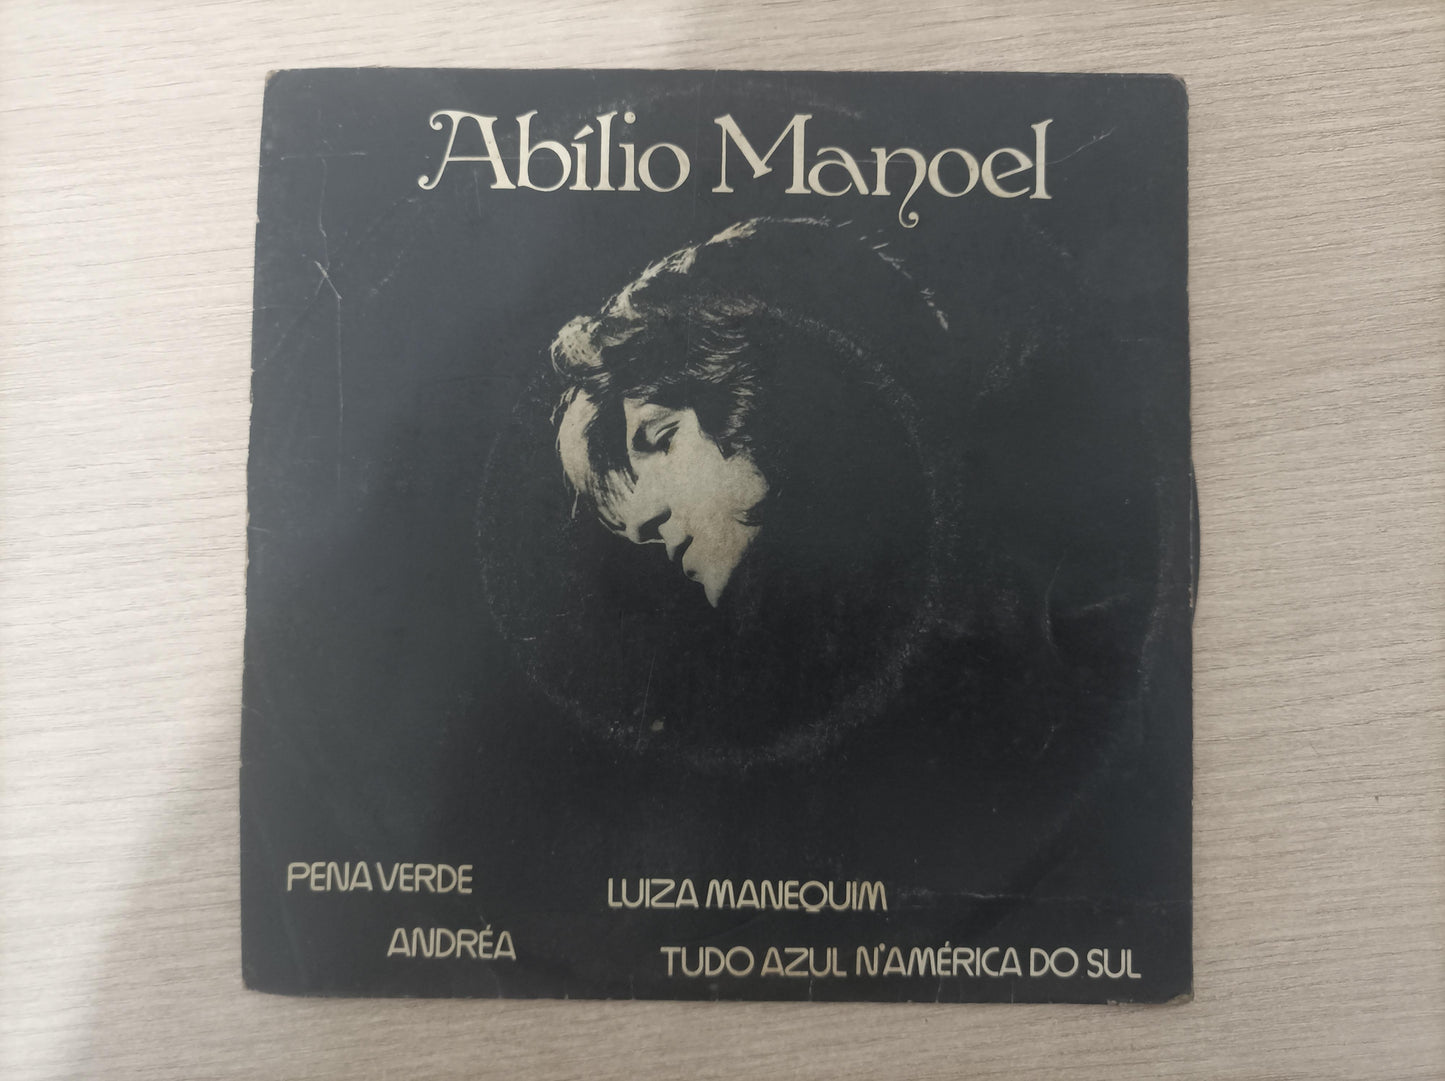 Abílio Manoel
PENA VERDE
ANDRÉA
LUIZA MANEQUIM
TUDO AZUL N'AMÉRICA DO SUL